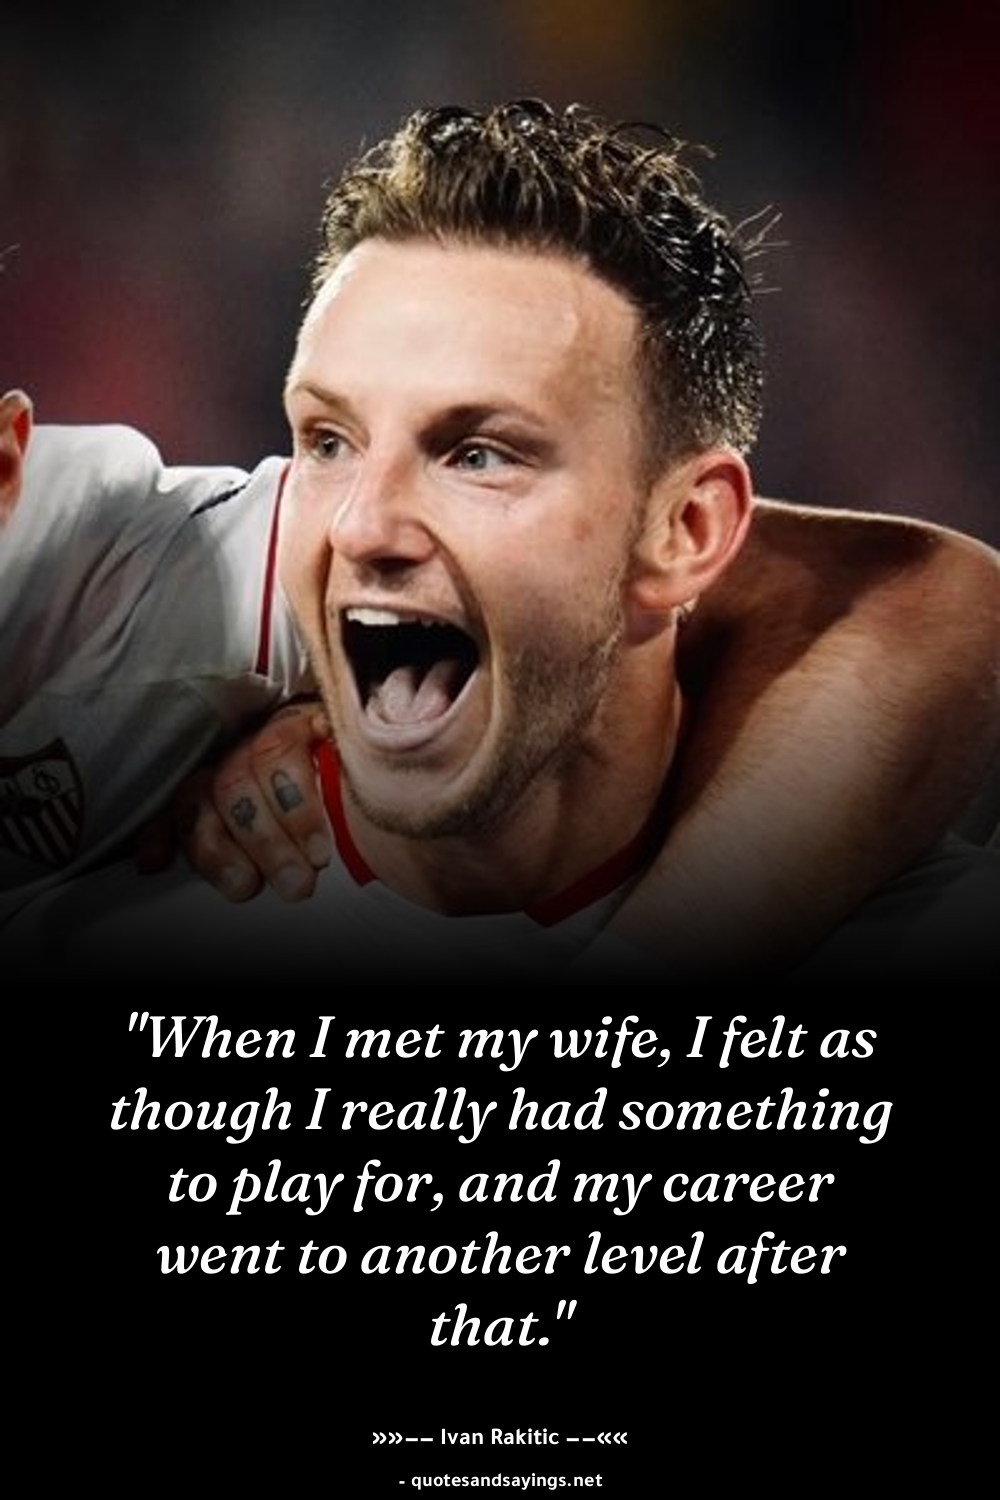 "When I met my wife, I felt as
though I really had something
to play for, and my career
went to another level after
that."
»»–– Ivan Rakitic ––««
- quotesandsayings.net